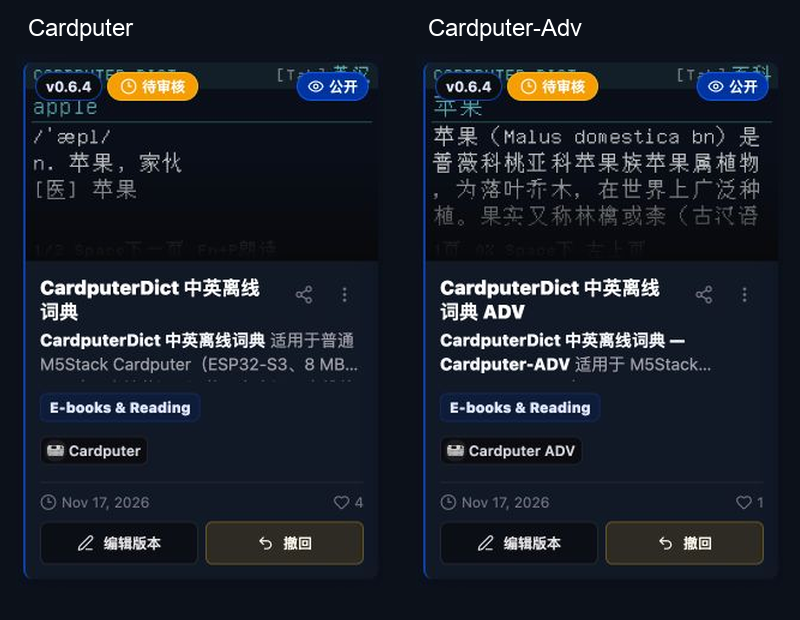 Cardputer
v0.6.4
待审核
公开
apple
/ˈæpl/
n. 苹果, 家伙
[医] 苹果
CardputerDict 中英离线
词典
CardputerDict 中英离线词典 适用于普通
M5Stack Cardputer（ESP32-S3、8 MB...
E-books & Reading
Cardputer
Nov 17, 2026
4
编辑版本
撤回
Cardputer-Adv
v0.6.4
待审核
公开
苹果
苹果（Malus domestica bn）是
蔷薇科桃亚科苹果族苹果属植物
，为落叶乔木，在世界上广泛种
植。果实又称林檎或柰（古汉语
CardputerDict 中英离线
词典 ADV
CardputerDict 中英离线词典 —
Cardputer-ADV 适用于 M5Stack...
E-books & Reading
Cardputer ADV
Nov 17, 2026
1
编辑版本
撤回